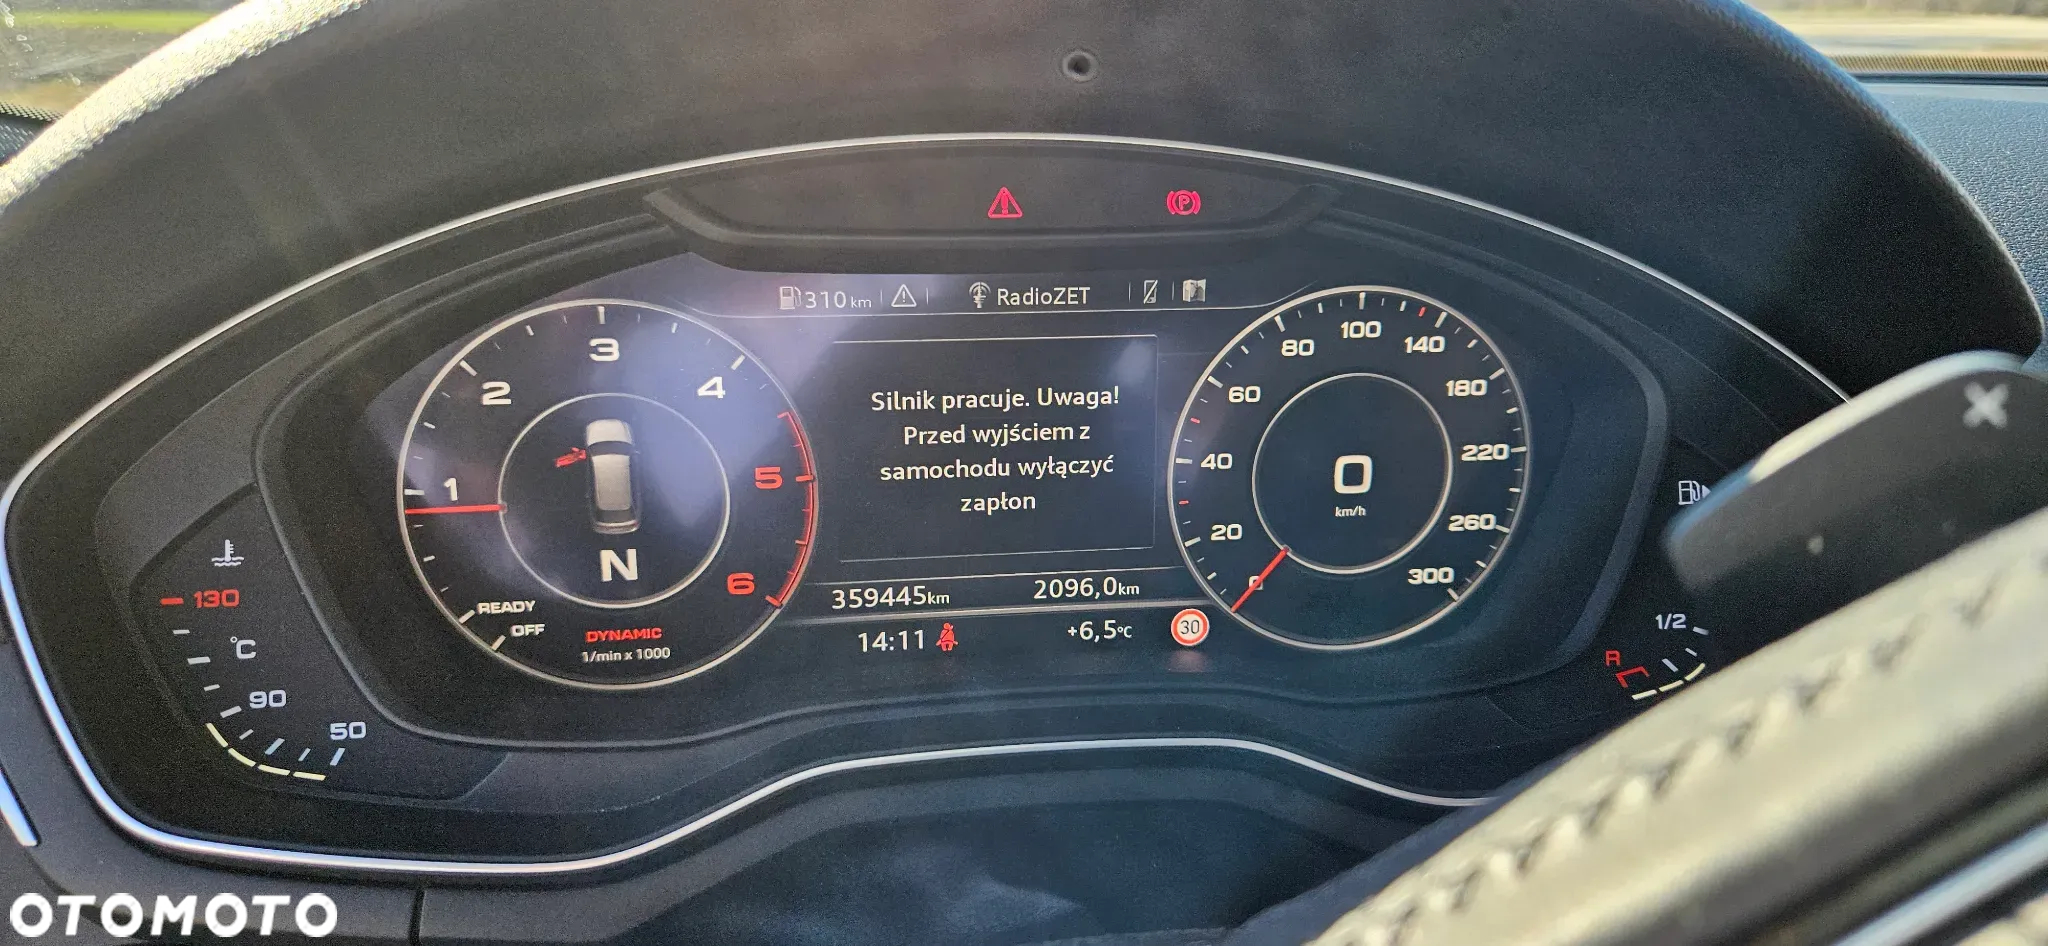 310 km
RadioZET
1
2
3
4
5
6
N
READY
OFF
DYNAMIC
1/min x 1000
Silnik pracuje. Uwaga!
Przed wyjściem z
samochodu wyłączyć
zapłon
0
20
40
60
80
100
140
180
220
260
300
0
km/h
359445km
2096,0km
14:11
+6,5°C
30
130
°C
90
50
1/2
R
P
OTOMOTO